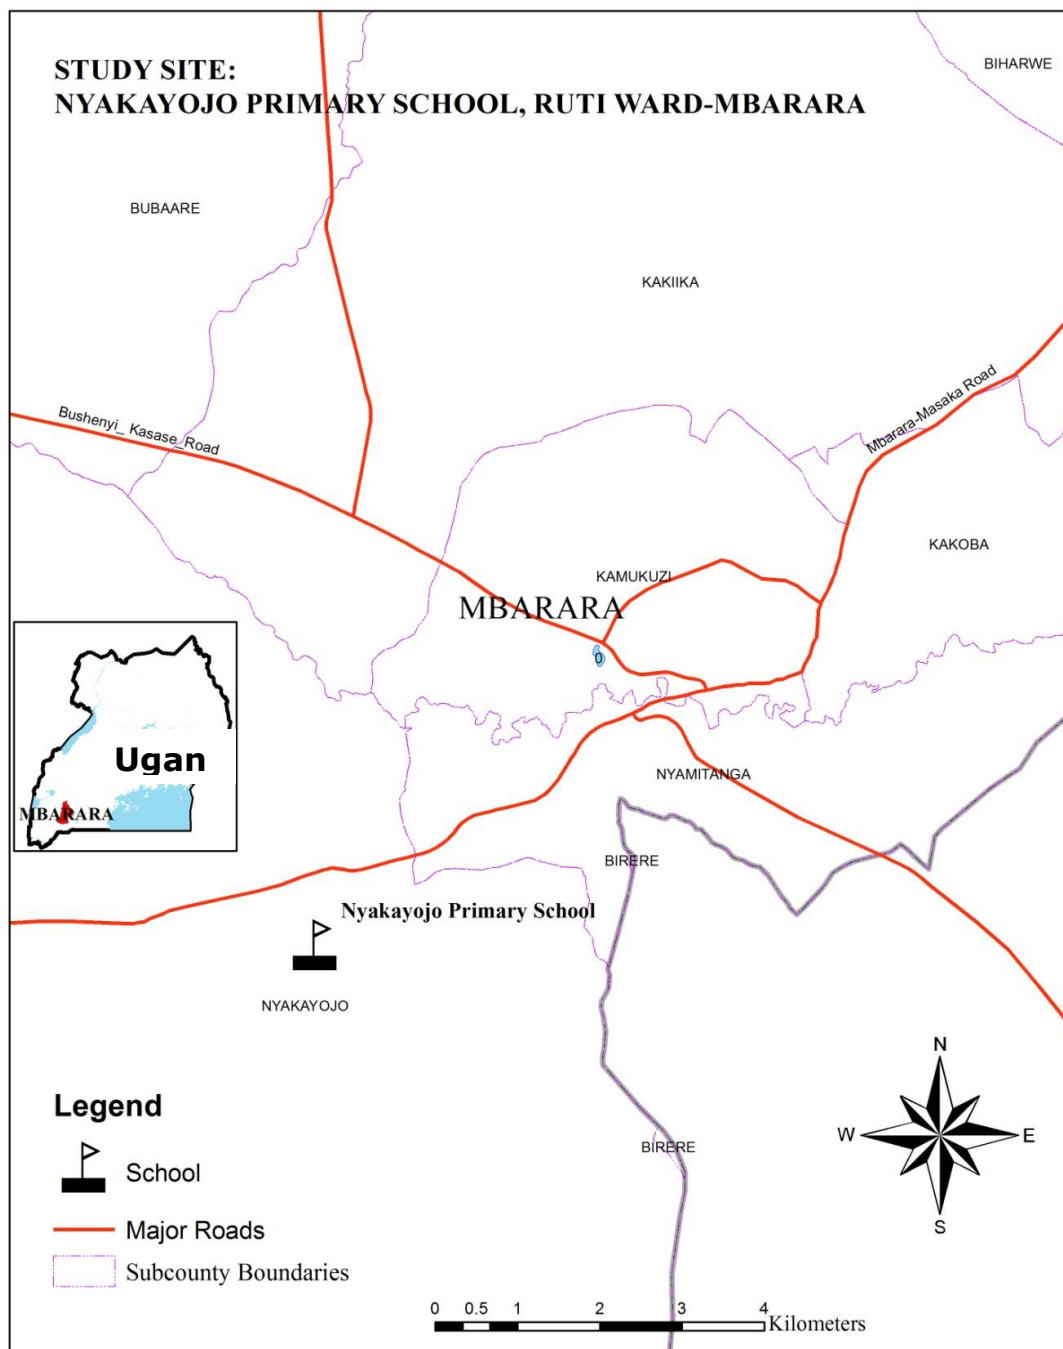 STUDY SITE:
NYAKAYOJO PRIMARY SCHOOL, RUTI WARD-MBARARA
BIHARWE
BUBAARE
KAKIIKA
Mbarara-Masaka Road
Bushenyi_ Kasase_Road
KAKOBA
KAMUKUZI
MBARARA
0
Ugan
MBARARA
NYAMITANGA
BIRERE
Nyakayojo Primary School
NYAKAYOJO
N
W
E
S
BIRERE
Legend
School
Major Roads
Subcounty Boundaries
0 0.5 1 2 3 4
Kilometers